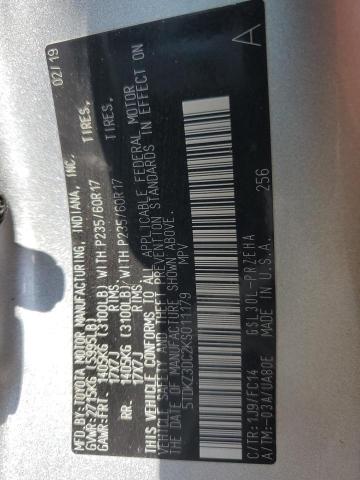 MFD.BY:TOYOTA MOTOR MANUFACTURING, INDIANA, INC. 02/19
GVWR:2715KG (5995LB)
GAWR:FRT. 1405KG (3100LB) WITH P235/60R17 TIRES,
17X7J RIMS,
RR. 1405KG (3100LB) WITH P235/60R17 TIRES,
17X7J RIMS,
THIS VEHICLE CONFORMS TO ALL APPLICABLE FEDERAL MOTOR
VEHICLE SAFETY AND THEFT PREVENTION STANDARDS IN EFFECT ON
THE DATE OF MANUFACTURE SHOWN ABOVE.
5TDKZ3DC2KS011179 MPV
A
C/TR:1J9/FC14 256
A/TM:-03A/UA80E MADE IN U.S.A.
GSL30L-PRZEHA